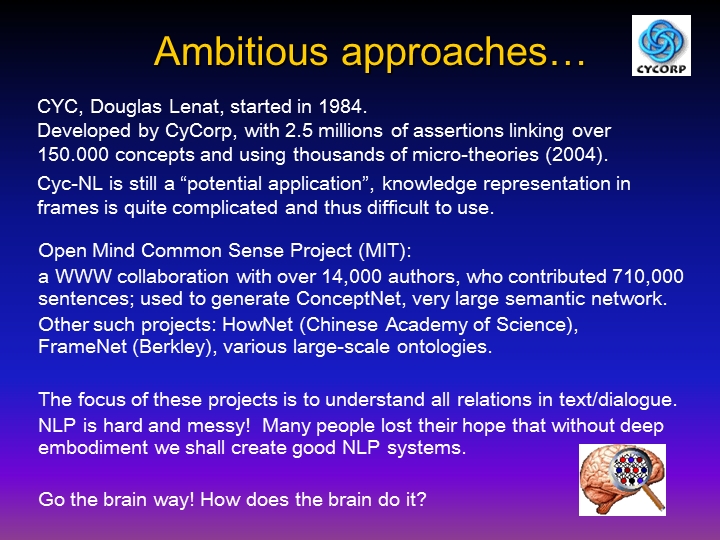 Ambitious approaches…
CYCORP
CYC, Douglas Lenat, started in 1984.
Developed by CyCorp, with 2.5 millions of assertions linking over
150.000 concepts and using thousands of micro-theories (2004).
Cyc-NL is still a “potential application”, knowledge representation in
frames is quite complicated and thus difficult to use.
Open Mind Common Sense Project (MIT):
a WWW collaboration with over 14,000 authors, who contributed 710,000
sentences; used to generate ConceptNet, very large semantic network.
Other such projects: HowNet (Chinese Academy of Science),
FrameNet (Berkley), various large-scale ontologies.
The focus of these projects is to understand all relations in text/dialogue.
NLP is hard and messy! Many people lost their hope that without deep
embodiment we shall create good NLP systems.
Go the brain way! How does the brain do it?